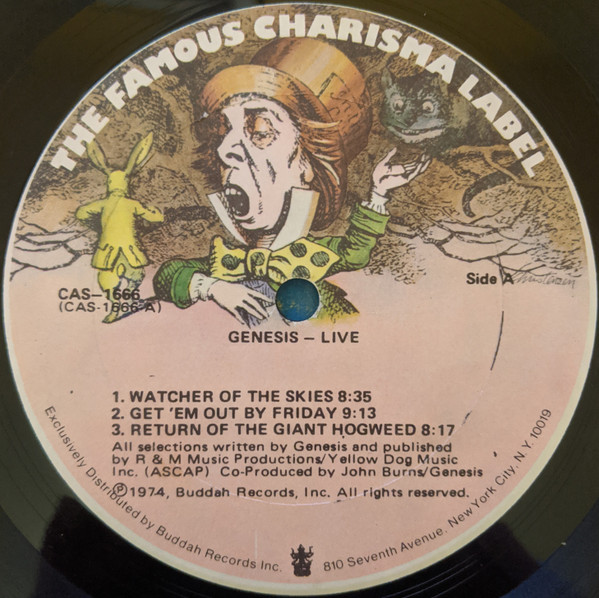 THE FAMOUS CHARISMA LABEL
Side A
CAS-1666
(CAS-1666-A)
GENESIS – LIVE
1. WATCHER OF THE SKIES 8:35
2. GET 'EM OUT BY FRIDAY 9:13
3. RETURN OF THE GIANT HOGWEED 8:17
All selections written by Genesis and published
by R & M Music Productions/Yellow Dog Music
Inc. (ASCAP) Co-Produced by John Burns/Genesis
℗1974, Buddah Records, Inc. All rights reserved.
Exclusively Distributed by Buddah Records Inc. 810 Seventh Avenue. New York City. N.Y. 10019